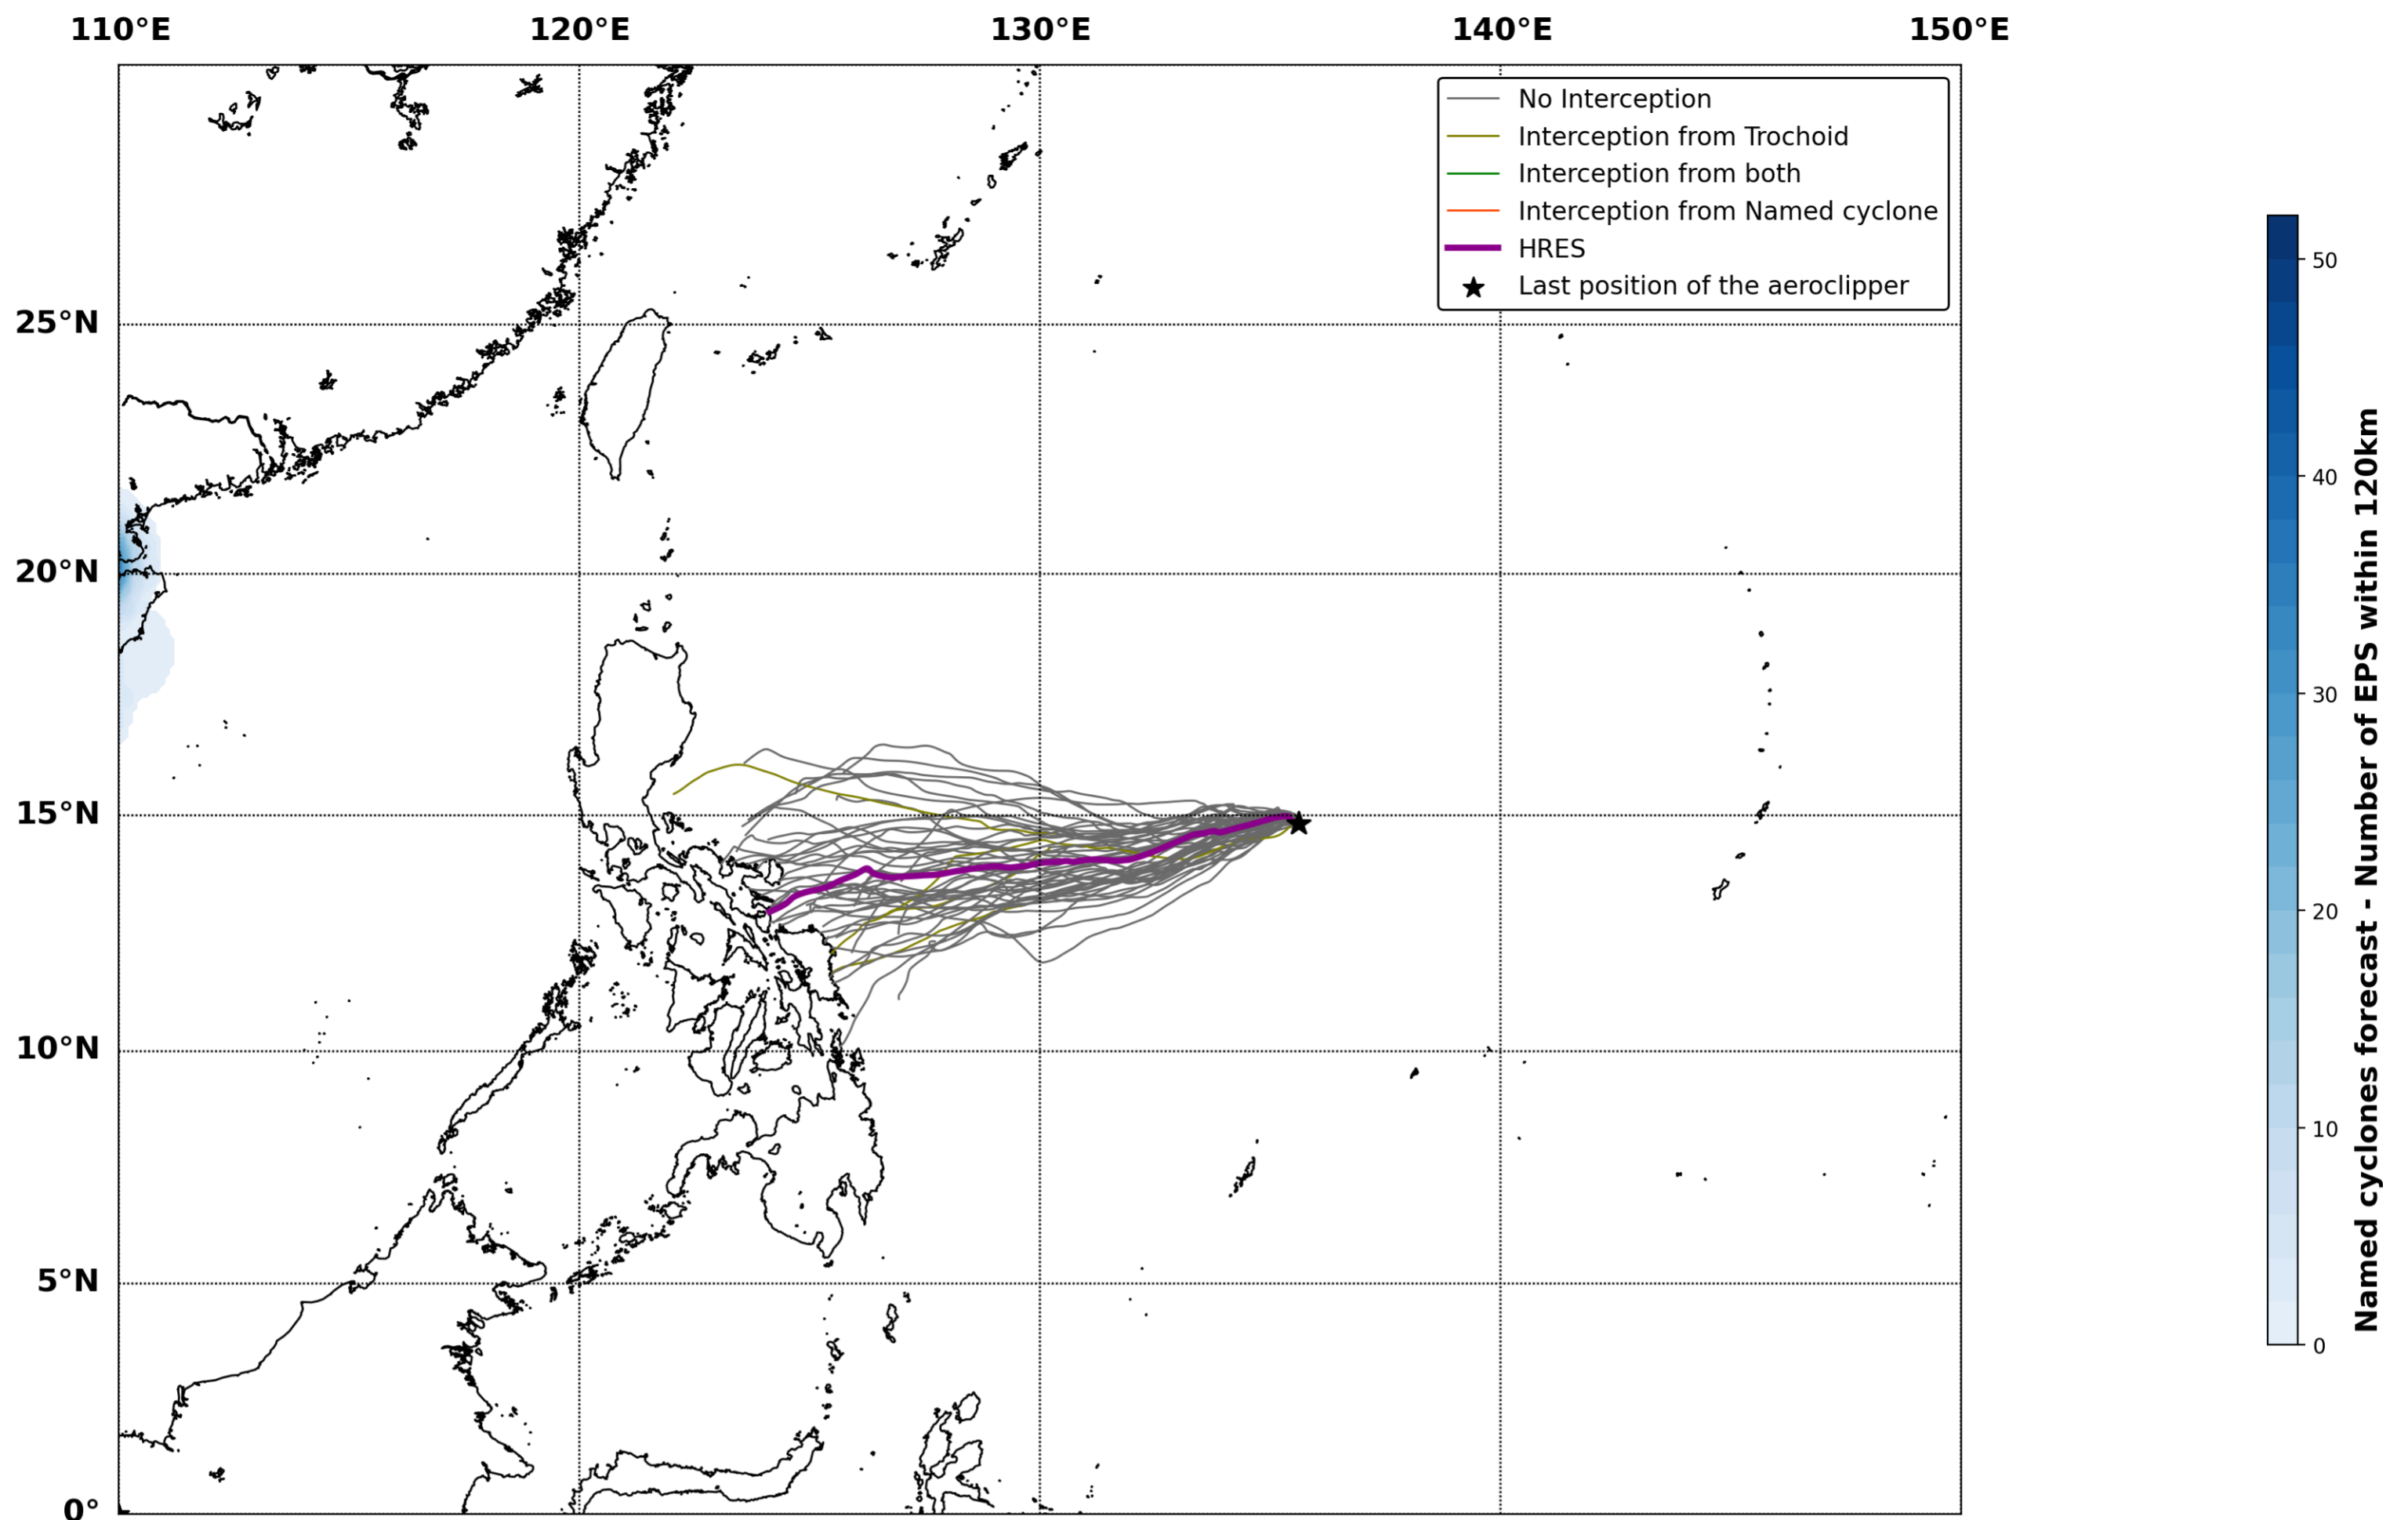 110°E 120°E 130°E 140°E 150°E
No Interception
Interception from Trochoid
Interception from both
Interception from Named cyclone
HRES
Last position of the aeroclipper
25°N
20°N
15°N
10°N
5°N
0°
50
40
30
20
10
0
Named cyclones forecast - Number of EPS within 120km